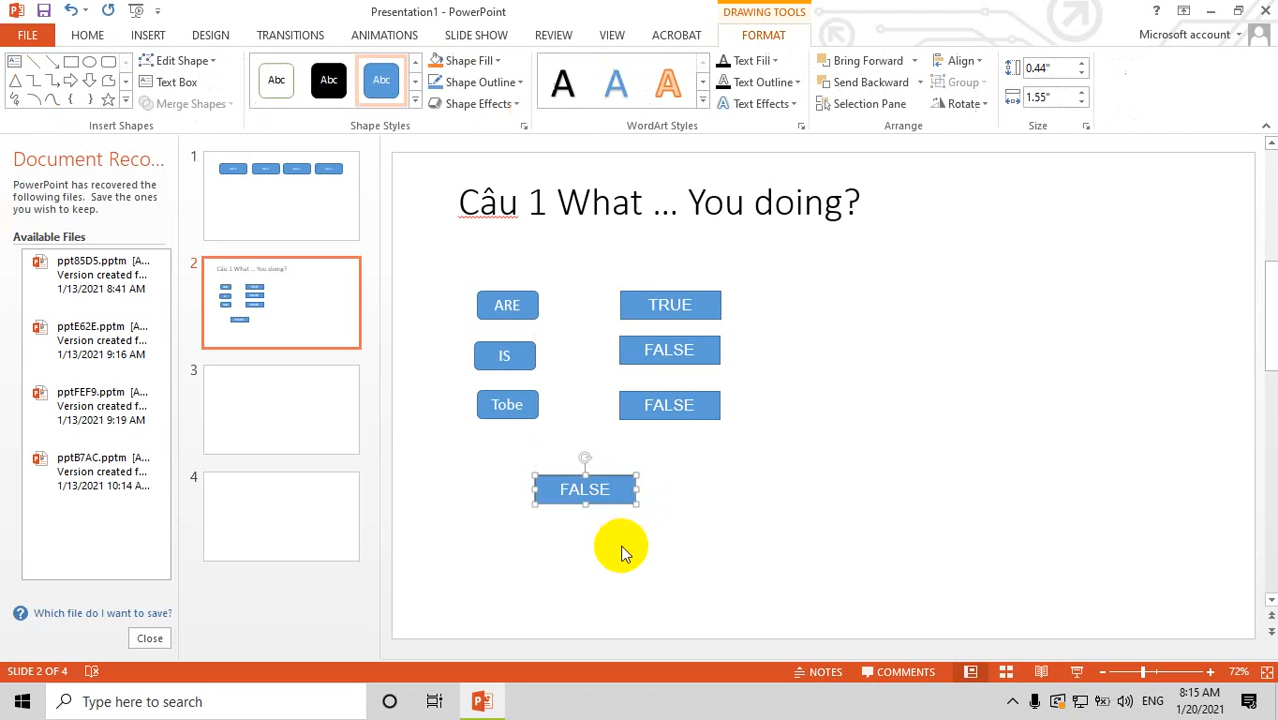 Presentation1 - PowerPoint
DRAWING TOOLS
?
FILE
HOME
INSERT
DESIGN
TRANSITIONS
ANIMATIONS
SLIDE SHOW
REVIEW
VIEW
ACROBAT
FORMAT
Microsoft account
Edit Shape
Text Box
Merge Shapes
Insert Shapes
Abc
Abc
Abc
Shape Fill
Shape Outline
Shape Effects
Shape Styles
A
A
A
Text Fill
Text Outline
Text Effects
WordArt Styles
Bring Forward
Send Backward
Selection Pane
Align
Group
Rotate
Arrange
0.44"
1.55"
Size
Document Reco...
PowerPoint has recovered the
following files. Save the ones
you wish to keep.
Available Files
ppt85D5.pptm [A...
Version created f...
1/13/2021 8:41 AM
pptE62E.pptm [A...
Version created f...
1/13/2021 9:16 AM
pptFEF9.pptm [A...
Version created f...
1/13/2021 9:19 AM
pptB7AC.pptm [A...
Version created f...
1/13/2021 10:14 A...
? Which file do I want to save?
Close
1
2
Câu 1 What ... You doing?
3
4
Câu 1 What ... You doing?
ARE
TRUE
IS
FALSE
Tobe
FALSE
FALSE
SLIDE 2 OF 4
NOTES
COMMENTS
72%
Type here to search
ENG
8:15 AM
1/20/2021